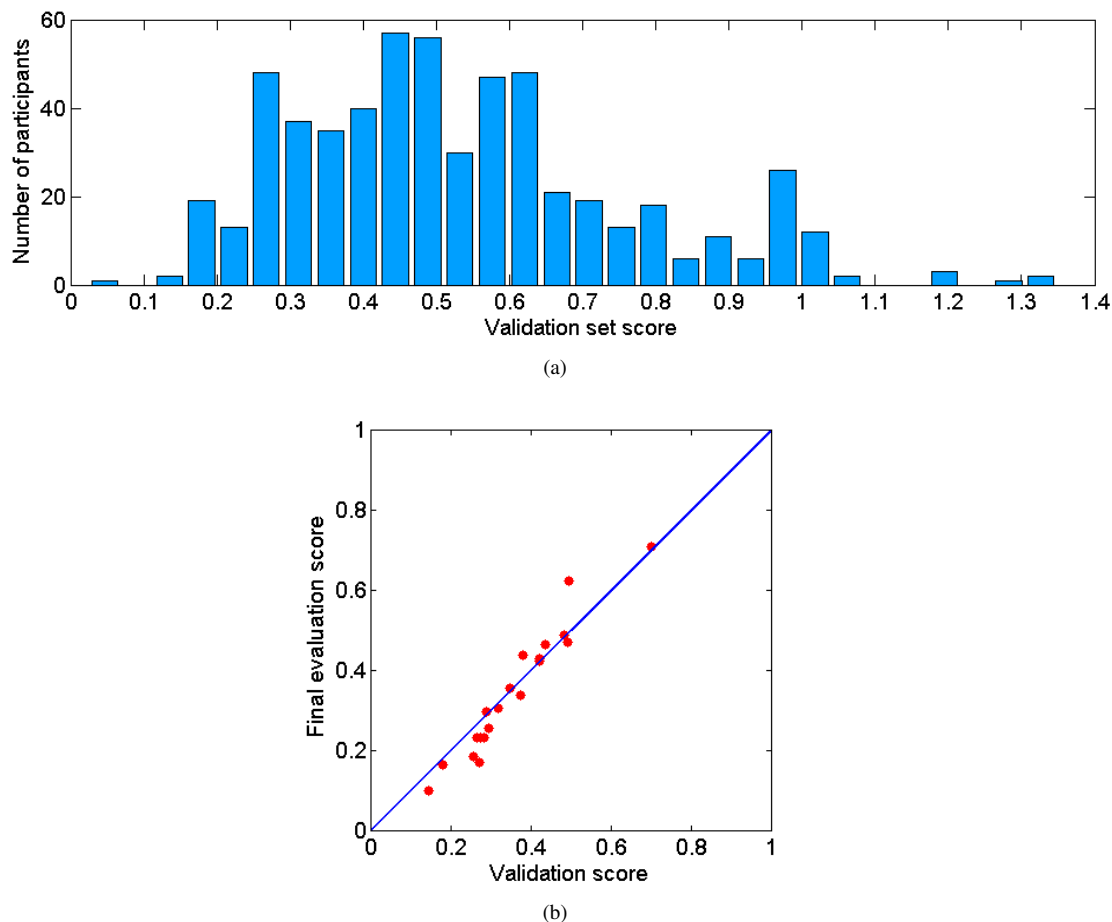 60
40
20
0
Number of participants
0 0.1 0.2 0.3 0.4 0.5 0.6 0.7 0.8 0.9 1 1.1 1.2 1.3 1.4
Validation set score
(a)
1
0.8
0.6
0.4
0.2
0
Final evaluation score
0 0.2 0.4 0.6 0.8 1
Validation score
(b)